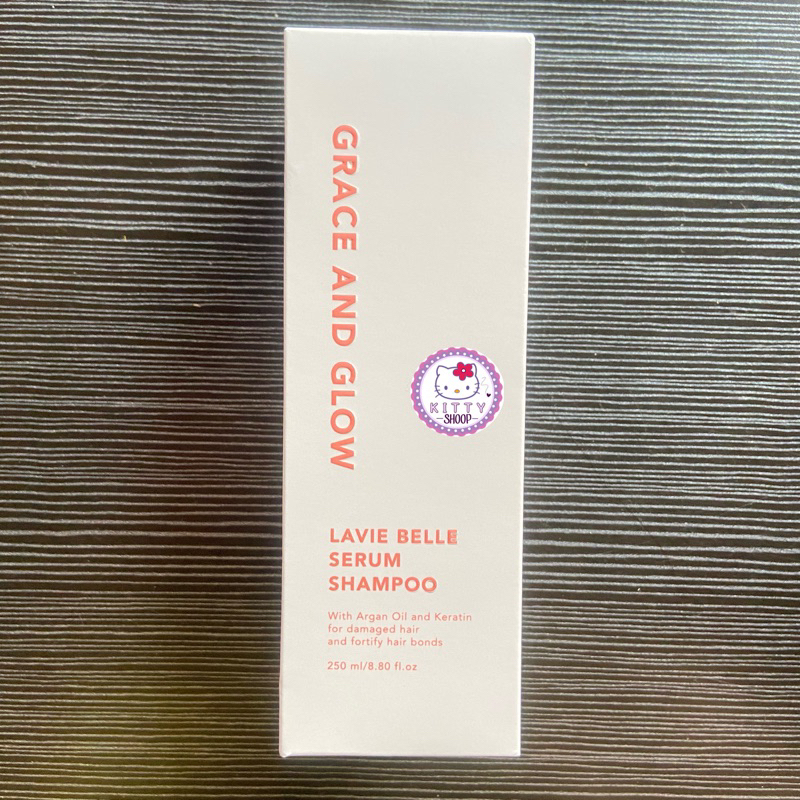 GRACE AND GLOW
KITTY
SHOOP
LAVIE BELLE
SERUM
SHAMPOO
With Argan Oil and Keratin
for damaged hair
and fortify hair bonds
250 ml/8.80 fl.oz